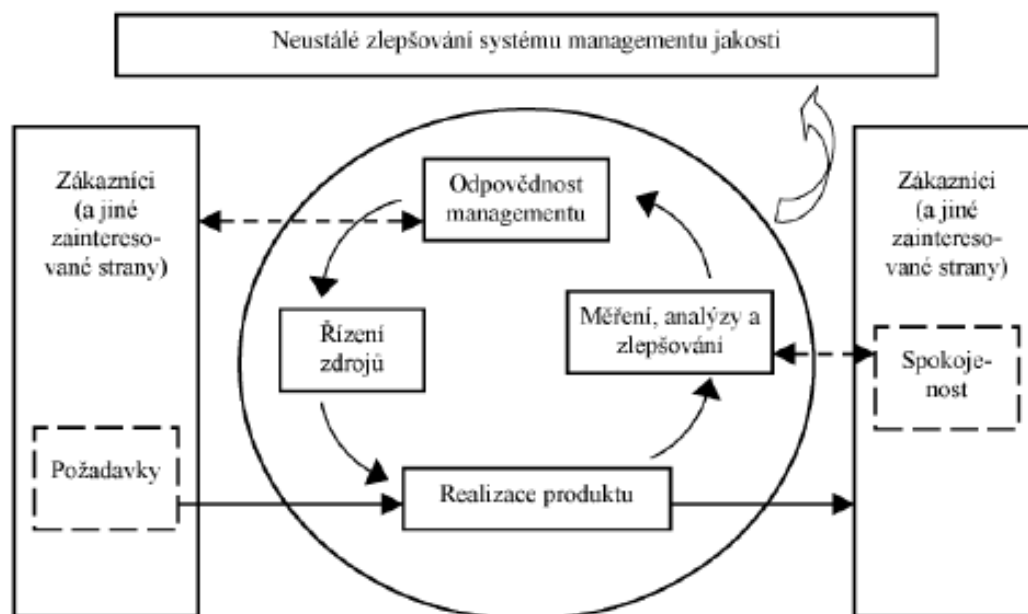 Neustálé zlepšování systému managementu jakosti
Zákazníci
(a jiné
zaintereso-
vané strany)
Požadavky
Odpovědnost
managementu
Řízení
zdrojů
Měření, analýzy a
zlepšování
Realizace produktu
Zákazníci
(a jiné
zaintereso-
vané strany)
Spokoje-
nost